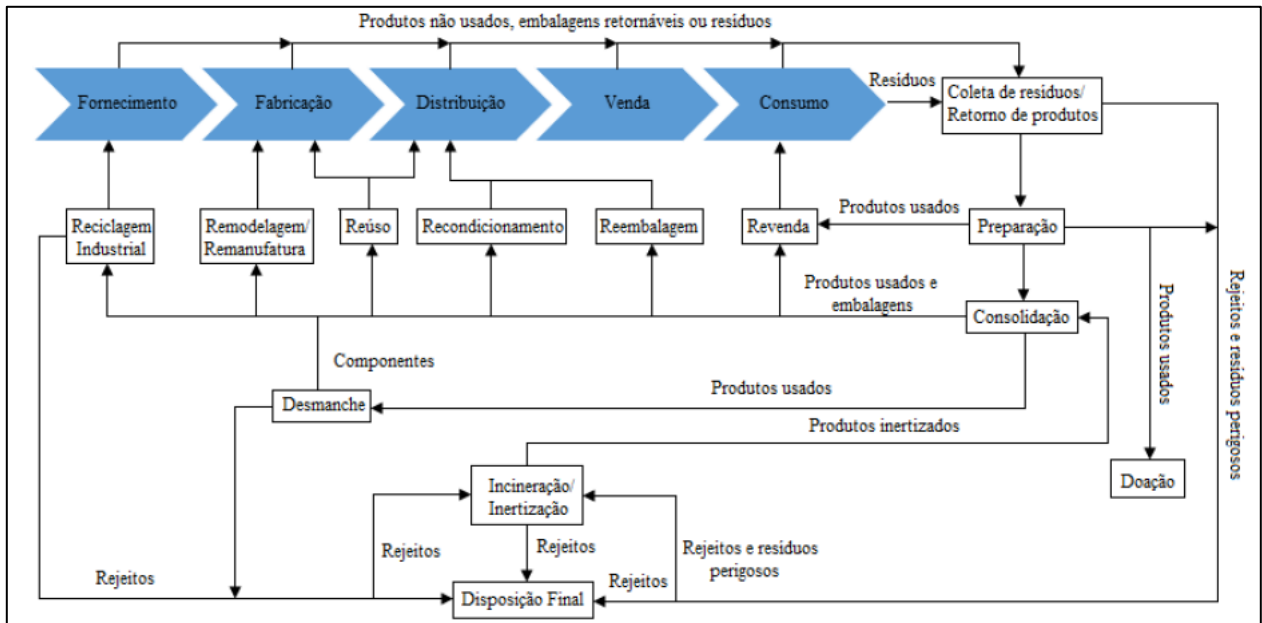 Produtos não usados, embalagens retornáveis ou resíduos
Fornecimento
Fabricação
Distribuição
Venda
Consumo
Resíduos
Coleta de resíduos/
Retorno de produtos
Reciclagem
Industrial
Remodelagem/
Remanufatura
Reúso
Recondicionamento
Reembalagem
Revenda
Produtos usados
Preparação
Produtos usados e
embalagens
Consolidação
Produtos usados
Rejeitos e resíduos perigosos
Componentes
Desmanche
Produtos usados
Produtos inertizados
Incineração/
Inertização
Doação
Rejeitos
Rejeitos
Rejeitos e resíduos
perigosos
Rejeitos
Rejeitos
Disposição Final